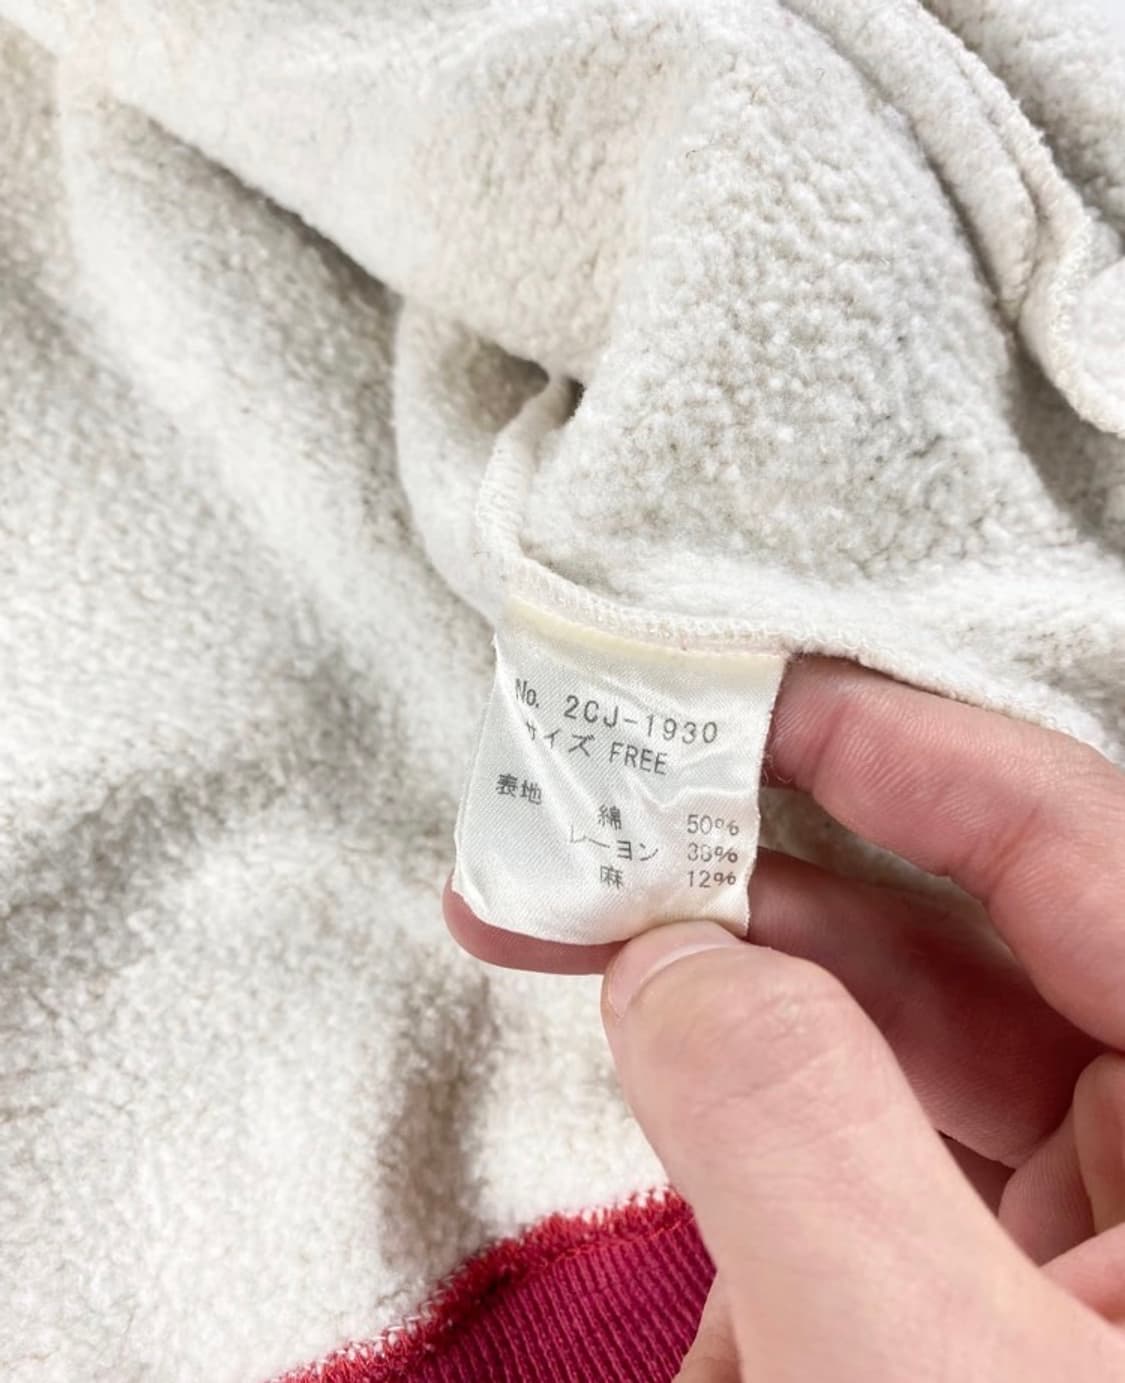 No. 2CJ-1930
サイズ FREE
表地
綿 50%
レーヨン 38%
麻 12%